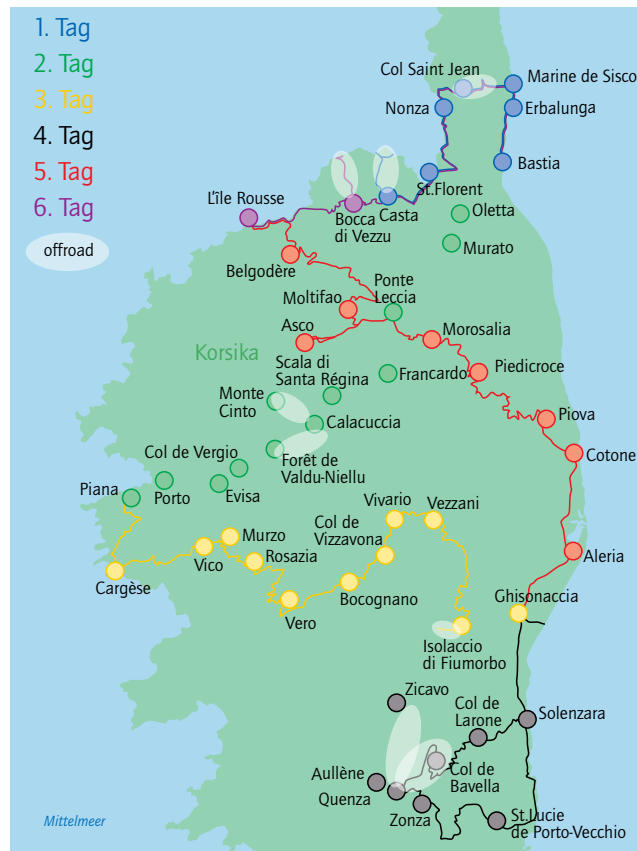 1. Tag
2. Tag
3. Tag
4. Tag
5. Tag
6. Tag
offroad
Col Saint Jean
Marine de Sisco
Nonza
Erbalunga
Bastia
St.Florent
L'île Rousse
Bocca
di Vezzu
Casta
Oletta
Murato
Belgodère
Ponte
Leccia
Moltifao
Asco
Morosalia
Korsika
Scala di
Santa Régina
Francardo
Piedicroce
Monte
Cinto
Calacuccia
Piova
Cotone
Col de Vergio
Forêt de
Valdu-Niellu
Piana
Porto
Evisa
Vivario
Vezzani
Col de
Vizzavona
Murzo
Vico
Rosazia
Aleria
Cargèse
Bocognano
Ghisonaccia
Vero
Isolaccio
di Fiumorbo
Zicavo
Col de
Larone
Solenzara
Aullène
Quenza
Col de
Bavella
Zonza
St.Lucie
de Porto-Vecchio
Mittelmeer